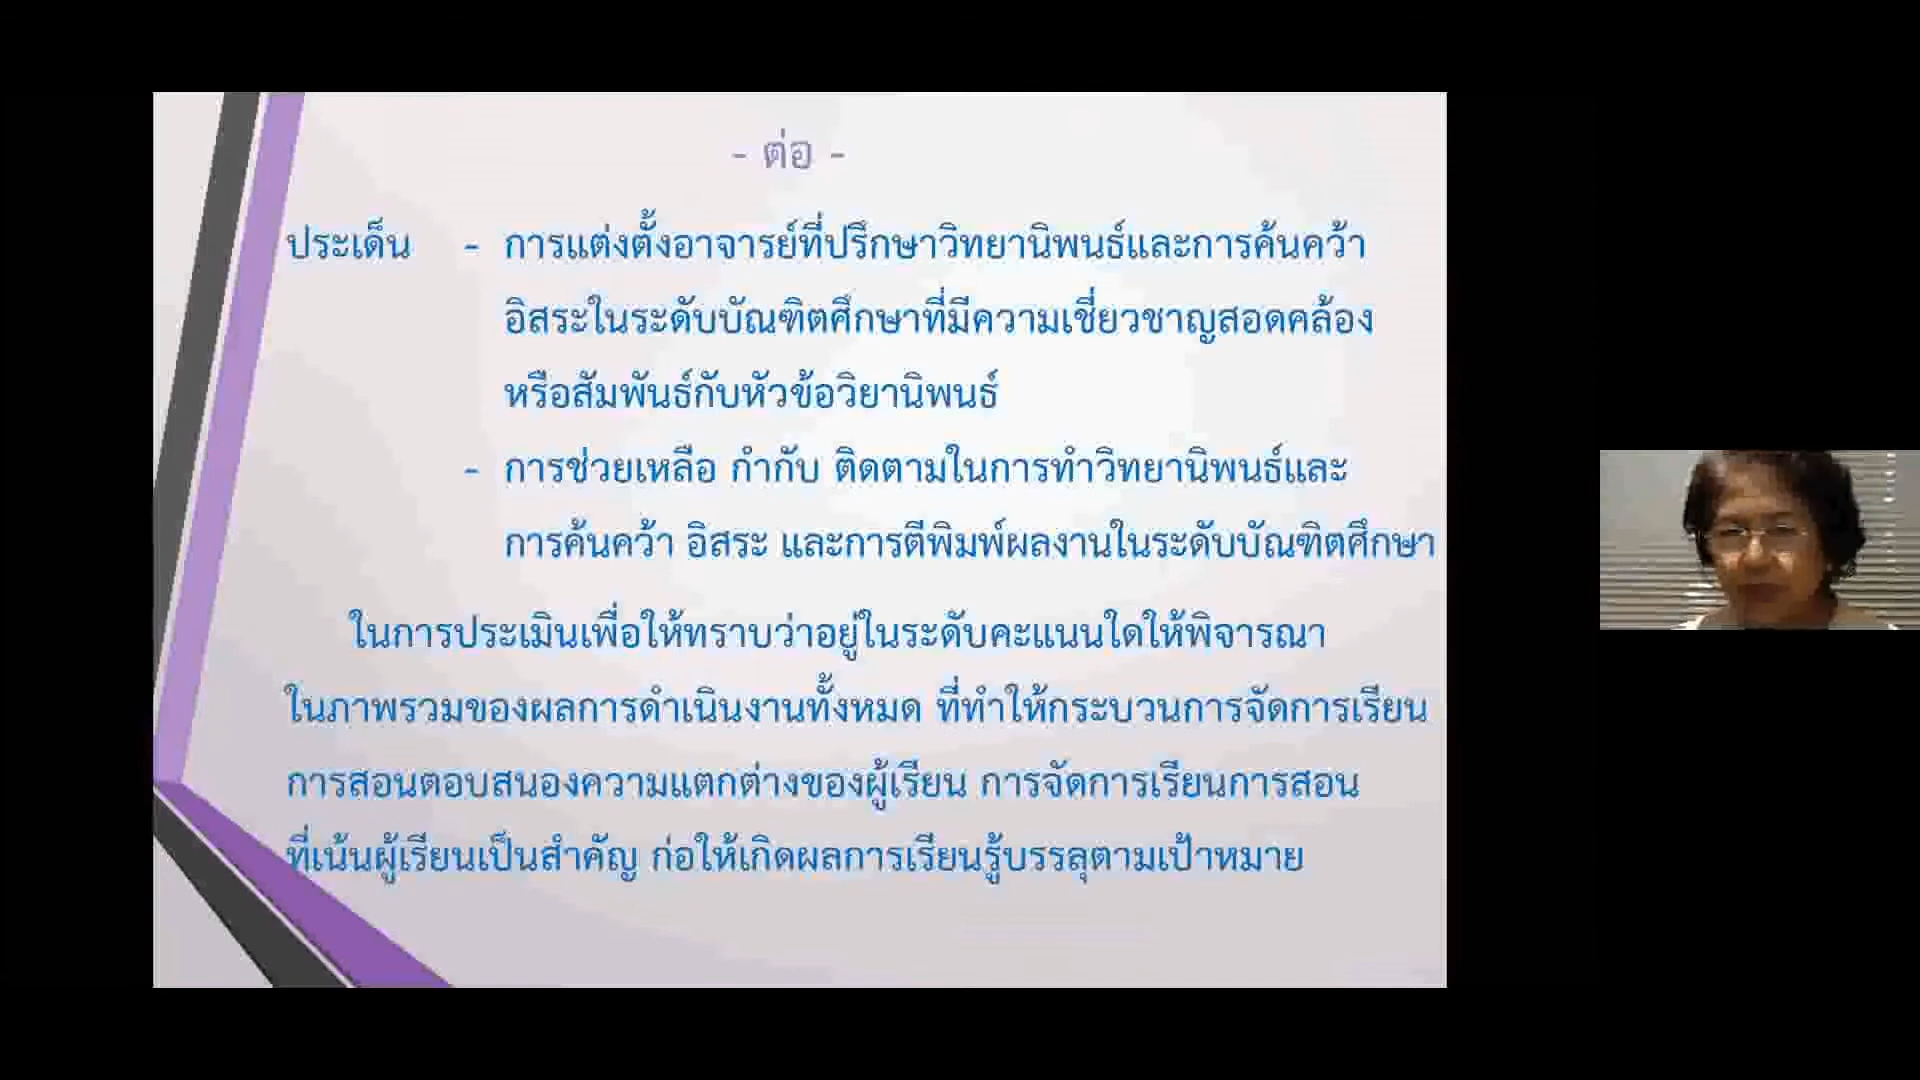 - ต่อ -
ประเด็น - การแต่งตั้งอาจารย์ที่ปรึกษาวิทยานิพนธ์และการค้นคว้า
อิสระในระดับบัณฑิตศึกษาที่มีความเชี่ยวชาญสอดคล้อง
หรือสัมพันธ์กับหัวข้อวิยานิพนธ์
- การช่วยเหลือ กำกับ ติดตามในการทำวิทยานิพนธ์และ
การค้นคว้า อิสระ และการตีพิมพ์ผลงานในระดับบัณฑิตศึกษา
ในการประเมินเพื่อให้ทราบว่าอยู่ในระดับคะแนนใดให้พิจารณา
ในภาพรวมของผลการดำเนินงานทั้งหมด ที่ทำให้กระบวนการจัดการเรียน
การสอนตอบสนองความแตกต่างของผู้เรียน การจัดการเรียนการสอน
ที่เน้นผู้เรียนเป็นสำคัญ ก่อให้เกิดผลการเรียนรู้บรรลุตามเป้าหมาย